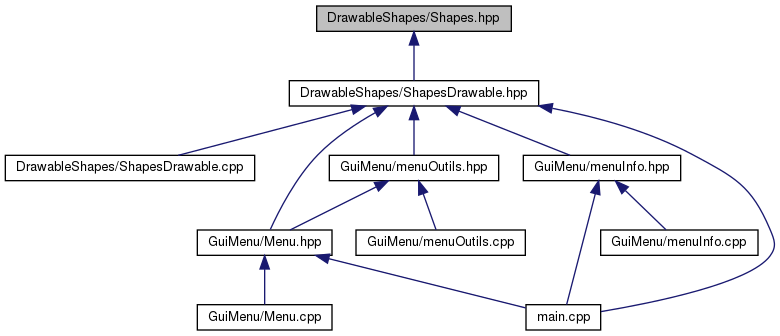 DrawableShapes/Shapes.hpp
DrawableShapes/ShapesDrawable.hpp
DrawableShapes/ShapesDrawable.cpp
GuiMenu/menuOutils.hpp
GuiMenu/menuInfo.hpp
GuiMenu/Menu.hpp
GuiMenu/menuOutils.cpp
GuiMenu/menuInfo.cpp
GuiMenu/Menu.cpp
main.cpp